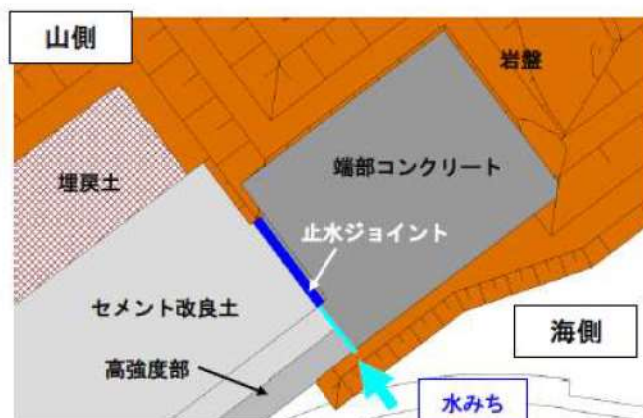 山側
岩盤
端部コンクリート
埋戻土
止水ジョイント
セメント改良土
海側
高強度部
水みち